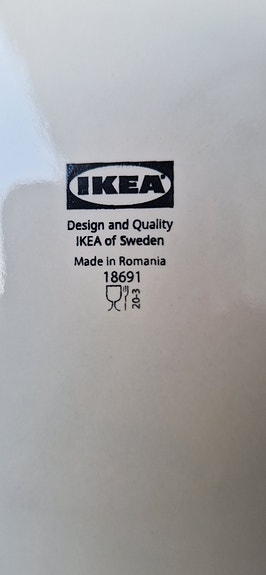 IKEA
Design and Quality
IKEA of Sweden
Made in Romania
18691
20-3